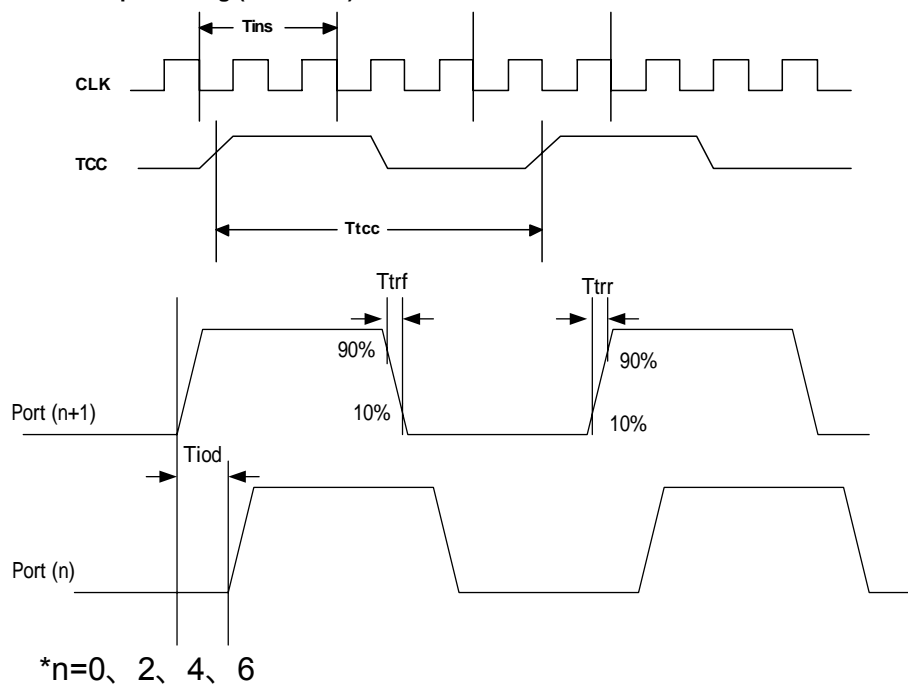 Tins
CLK
TCC
Ttcc
Ttrf
Ttrr
90%
90%
10%
10%
Port (n+1)
Tiod
Port (n)
*n=0、2、4、6